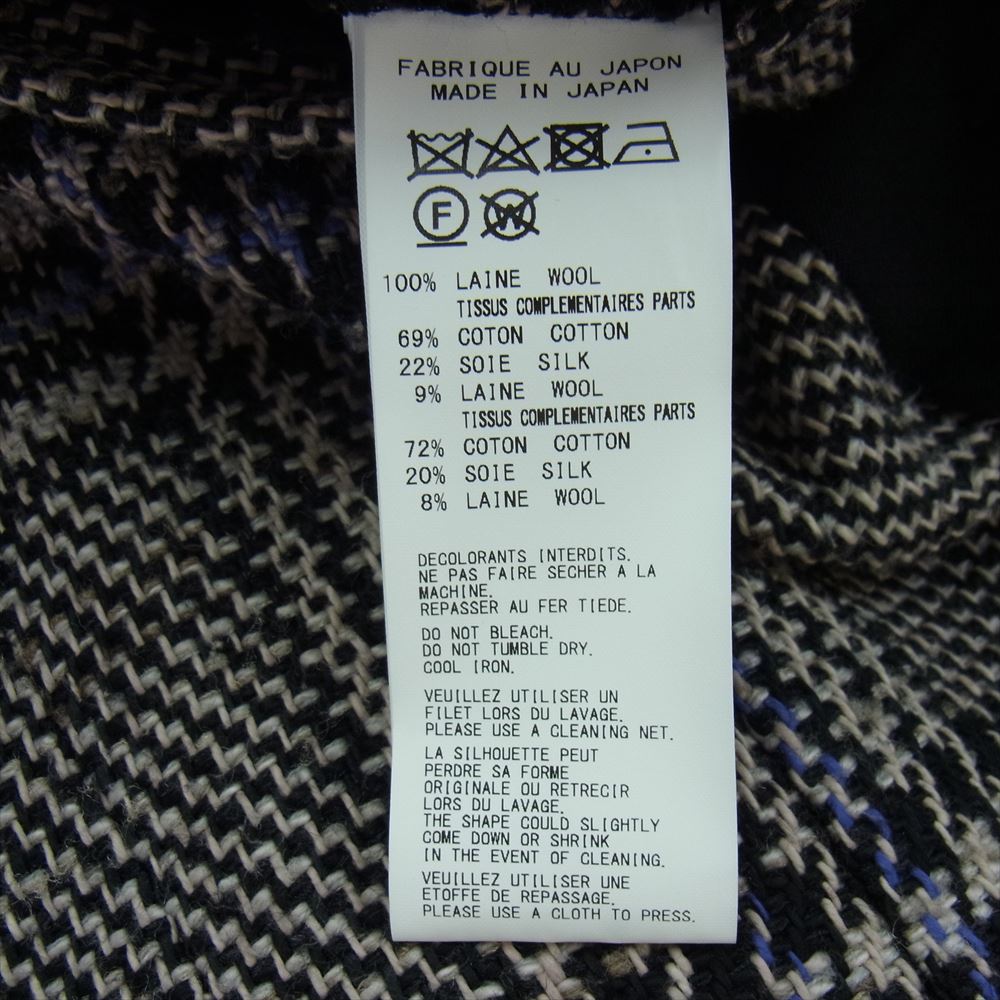 FABRIQUE AU JAPON
MADE IN JAPAN
F W
100% LAINE WOOL
TISSUS COMPLEMENTAIRES PARTS
69% COTON COTTON
22% SOIE SILK
9% LAINE WOOL
TISSUS COMPLEMENTAIRES PARTS
72% COTON COTTON
20% SOIE SILK
8% LAINE WOOL
DECOLORANTS INTERDITS.
NE PAS FAIRE SECHER A LA
MACHINE.
REPASSER AU FER TIEDE.
DO NOT BLEACH.
DO NOT TUMBLE DRY.
COOL IRON.
VEUILLEZ UTILISER UN
FILET LORS DU LAVAGE.
PLEASE USE A CLEANING NET.
LA SILHOUETTE PEUT
PERDRE SA FORME
ORIGINALE OU RETRECIR
LORS DU LAVAGE.
THE SHAPE COULD SLIGHTLY
COME DOWN OR SHRINK
IN THE EVENT OF CLEANING.
VEUILLEZ UTILISER UNE
ETOFFE DE REPASSAGE.
PLEASE USE A CLOTH TO PRESS.